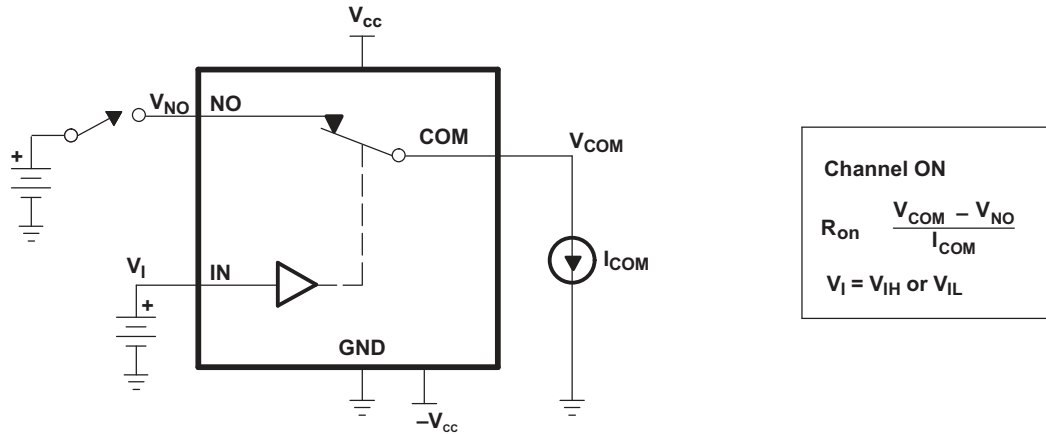 Vcc
VNO NO
COM
VCOM
+
VI IN
+
ICOM
GND
–Vcc
Channel ON
Ron VCOM – VNO
ICOM
VI = VIH or VIL